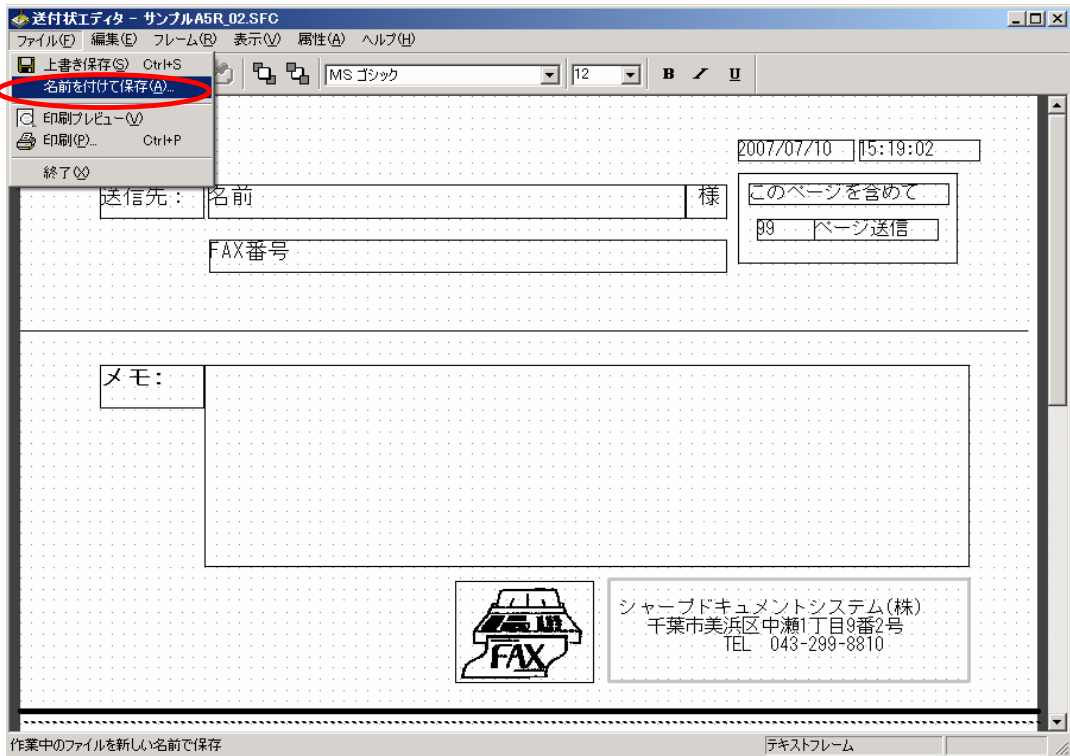 送付状エディタ - サンプルA5R_02.SFC
ファイル(F) 編集(E) フレーム(R) 表示(V) 属性(A) ヘルプ(H)
上書き保存(S) Ctrl+S
名前を付けて保存(A)...
印刷プレビュー(V)
印刷(P)... Ctrl+P
終了(X)
MS ゴシック 12 B I U
2007/07/10 15:19:02
送信先: 名前 様
このページを含めて
99 ページ送信
FAX番号
メモ:
FAX
シャープドキュメントシステム(株)
千葉市美浜区中瀬1丁目9番2号
TEL 043-299-8810
作業中のファイルを新しい名前で保存 テキストフレーム